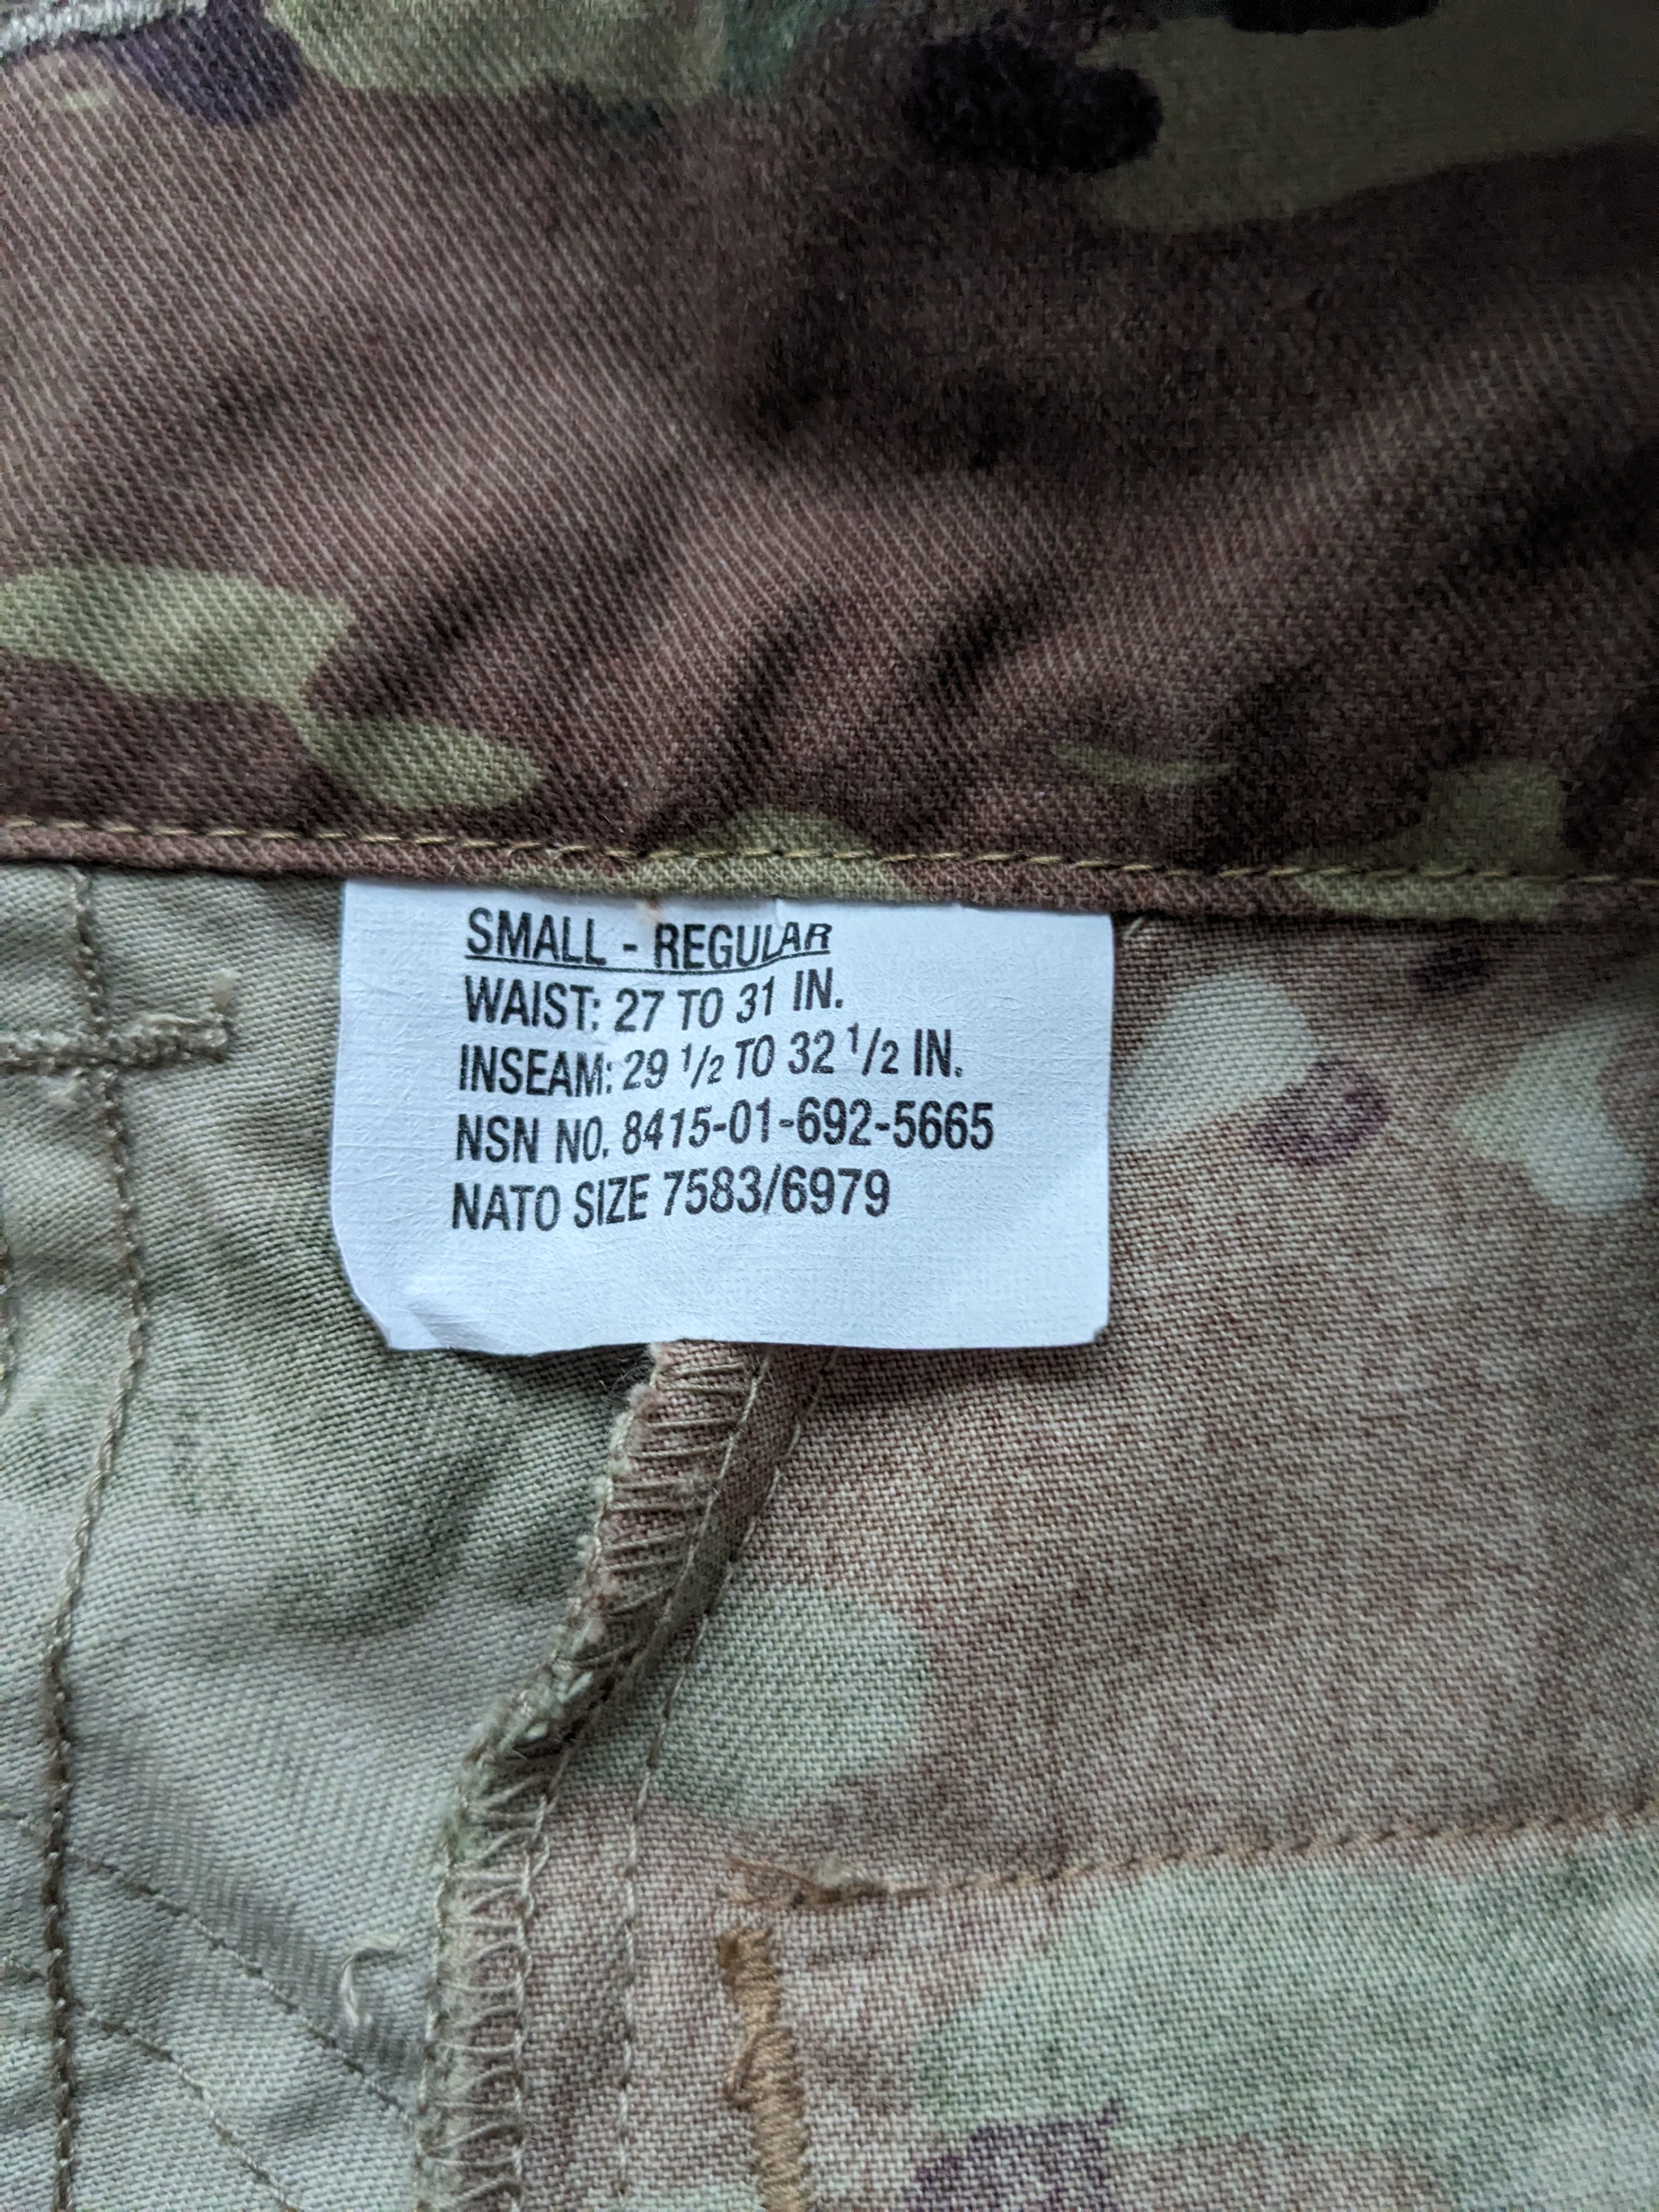 SMALL - REGULAR
WAIST: 27 TO 31 IN.
INSEAM: 29 1/2 TO 32 1/2 IN.
NSN NO. 8415-01-692-5665
NATO SIZE 7583/6979